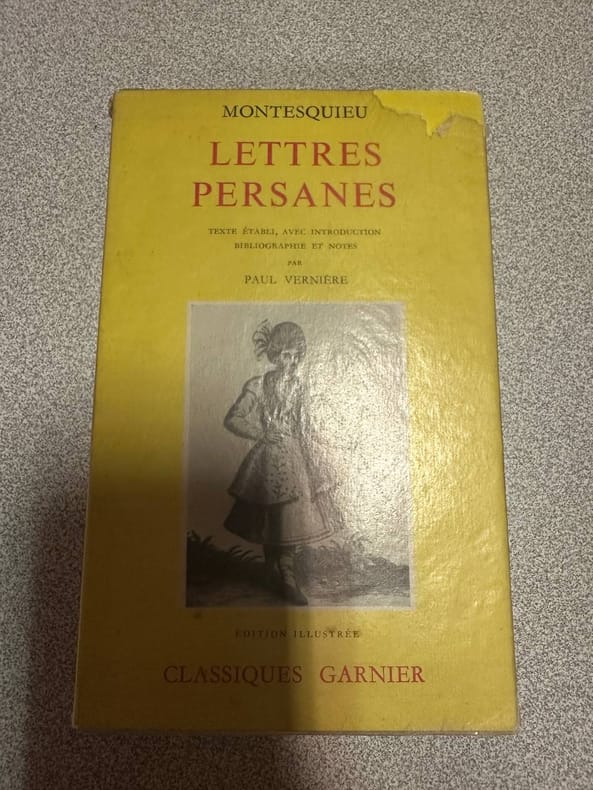 MONTESQUIEU
LETTRES
PERSANES
TEXTE ÉTABLI, AVEC INTRODUCTION
BIBLIOGRAPHIE ET NOTES
PAR
PAUL VERNIÈRE
ÉDITION ILLUSTRÉE
CLASSIQUES GARNIER